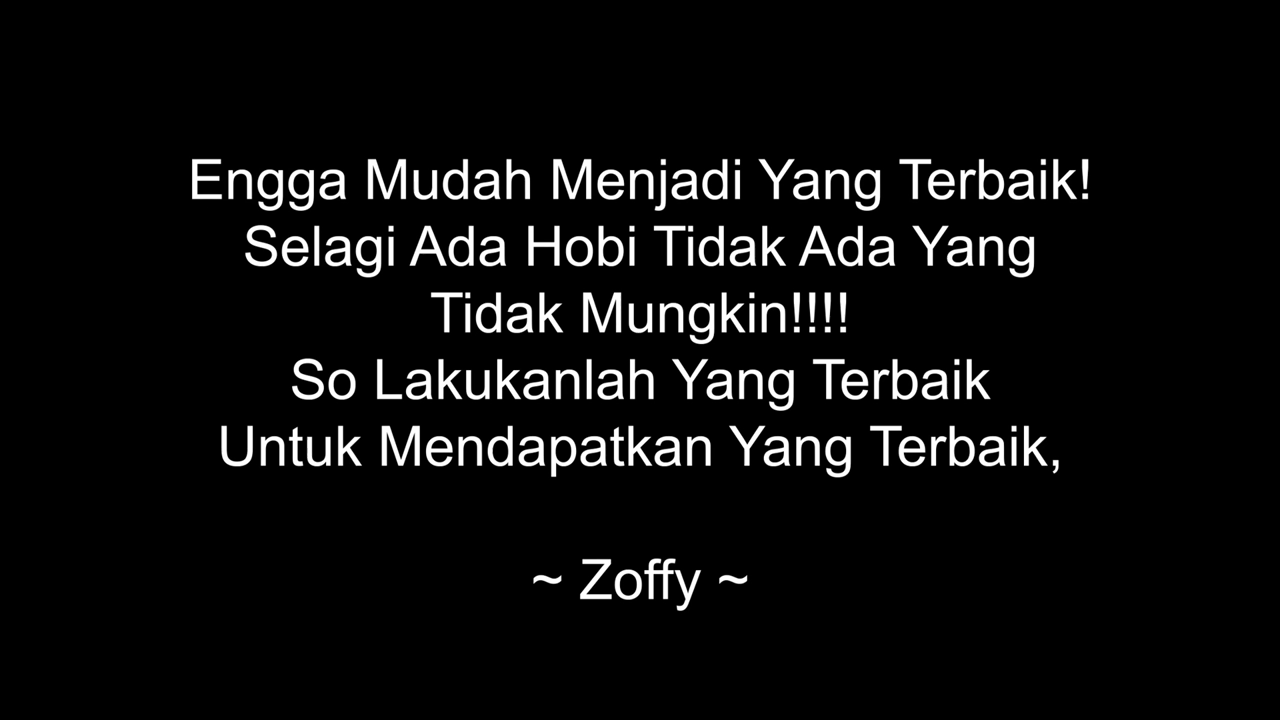 Engga Mudah Menjadi Yang Terbaik!
Selagi Ada Hobi Tidak Ada Yang
Tidak Mungkin!!!!
So Lakukanlah Yang Terbaik
Untuk Mendapatkan Yang Terbaik,
~ Zoffy ~